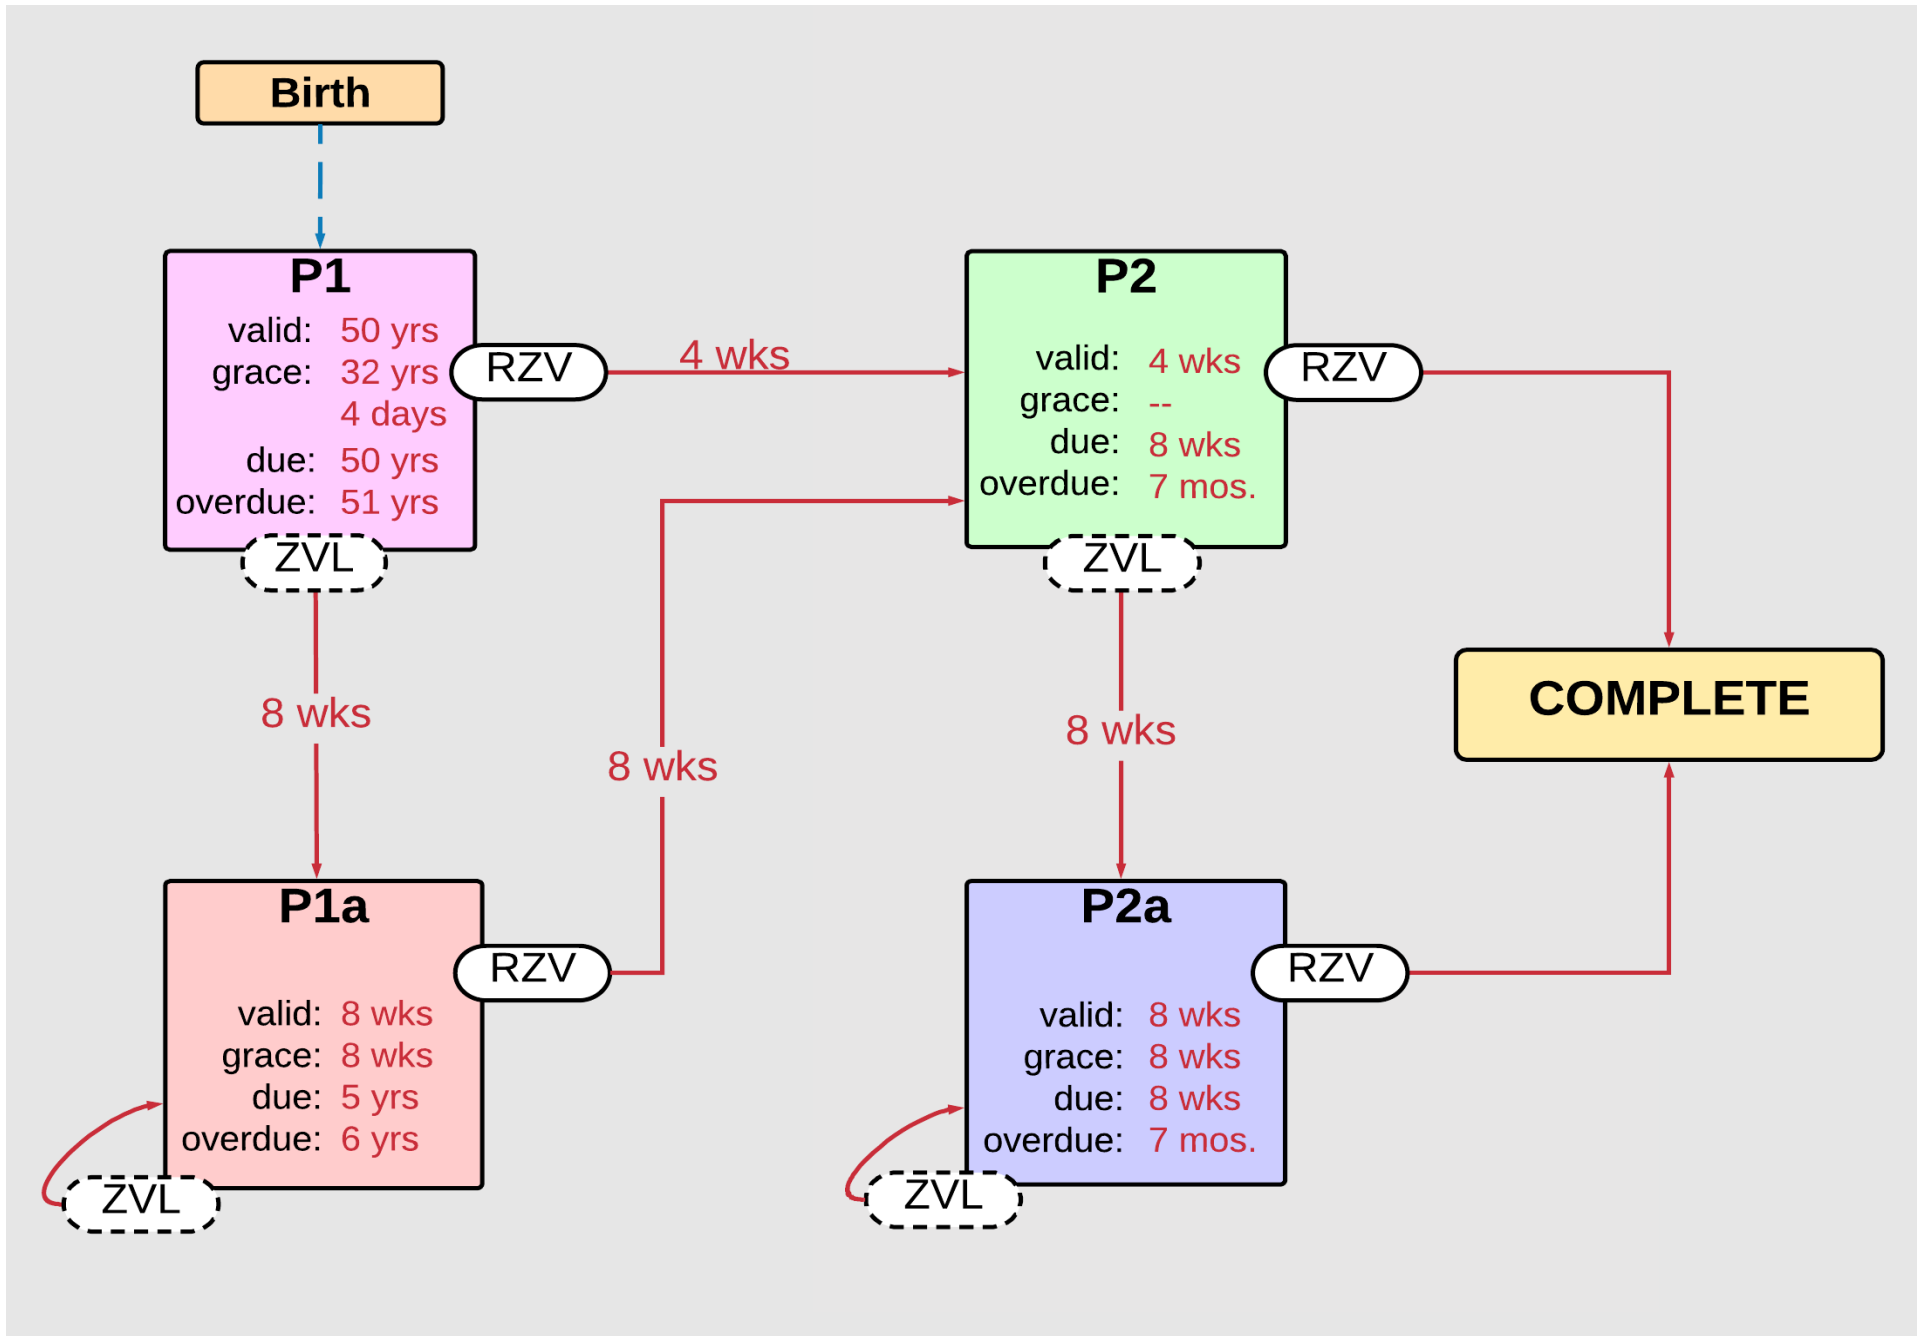 Birth
P1
valid: 50 yrs
grace: 32 yrs
4 days
due: 50 yrs
overdue: 51 yrs
RZV
ZVL
4 wks
P2
valid: 4 wks
grace: --
due: 8 wks
overdue: 7 mos.
RZV
ZVL
8 wks
8 wks
8 wks
COMPLETE
P1a
RZV
valid: 8 wks
grace: 8 wks
due: 5 yrs
overdue: 6 yrs
ZVL
P2a
RZV
valid: 8 wks
grace: 8 wks
due: 8 wks
overdue: 7 mos.
ZVL